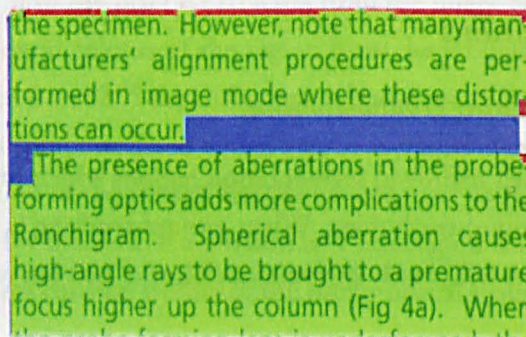 the specimen. However, note that many man-
ufacturers' alignment procedures are per-
formed in image mode where these distor-
tions can occur.
The presence of aberrations in the probe-
forming optics adds more complications to the
Ronchigram. Spherical aberration causes
high-angle rays to be brought to a premature
focus higher up the column (Fig 4a). When